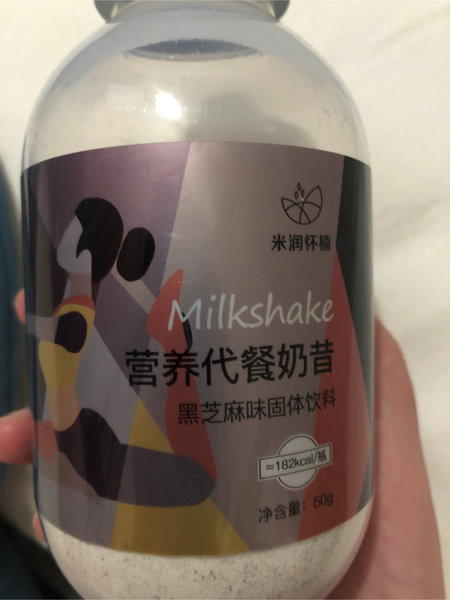 米润怀楠
Milkshake
营养代餐奶昔
黑芝麻味固体饮料
≈182kcal/瓶
净含量：50g